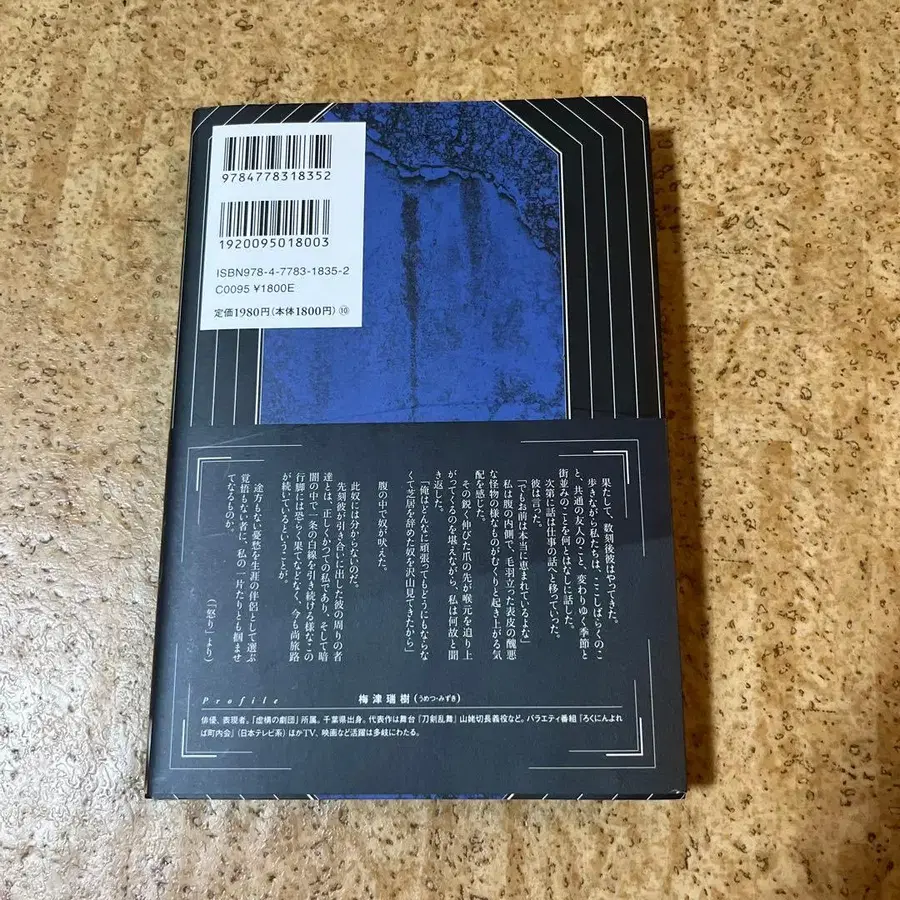 9784778318352
1920095018003
ISBN978-4-7783-1835-2
C0095 ¥1800E
定価1980円(本体1800円)⑩
果たして、数刻後彼はやってきた。
歩きながら私たちは、ここしばらくのこ
と、共通の友人のこと、変わりゆく季節と
街並みのことを何とはなしに話した。
次第に話は仕事の話へと移っていった。
彼は言った。
「でもお前は本当に恵まれているよな」
私は腹の内側で、毛羽立った表皮の醜悪
な怪物の様なものがむくりと起き上がる気
配を感じた。
その鋭く伸びた爪の先が喉元を迫り上
がってくるのを堪えながら、私は何故と聞
き返した。
「俺はどんなに頑張ってもどうにもならな
くて芝居を辞めた奴を沢山見てきたから」
腹の中で奴が吠えた。
此奴には分からないのだ。
先刻彼が引き合いに出した彼の周りの者
達とは、正しくかつての私であり、そして暗
闇の中で一条の白線を引き続ける様なこの
行脚には恐らく果てなどなく、今も尚旅路
が続いているということが。
途方もない憂愁を生涯の伴侶として選ぶ
覚悟もない者に、私の一片たりとも掴ませ
てなるものか。
(「怒り」より)
Profile
梅津瑞樹(うめつ・みずき)
俳優、表現者。「虚構の劇団」所属。千葉県出身。代表作は舞台『刀剣乱舞』山姥切長義役など。バラエティ番組「ろくにんよれ
ば町内会」(日本テレビ系)ほかTV、映画など活躍は多岐にわたる。